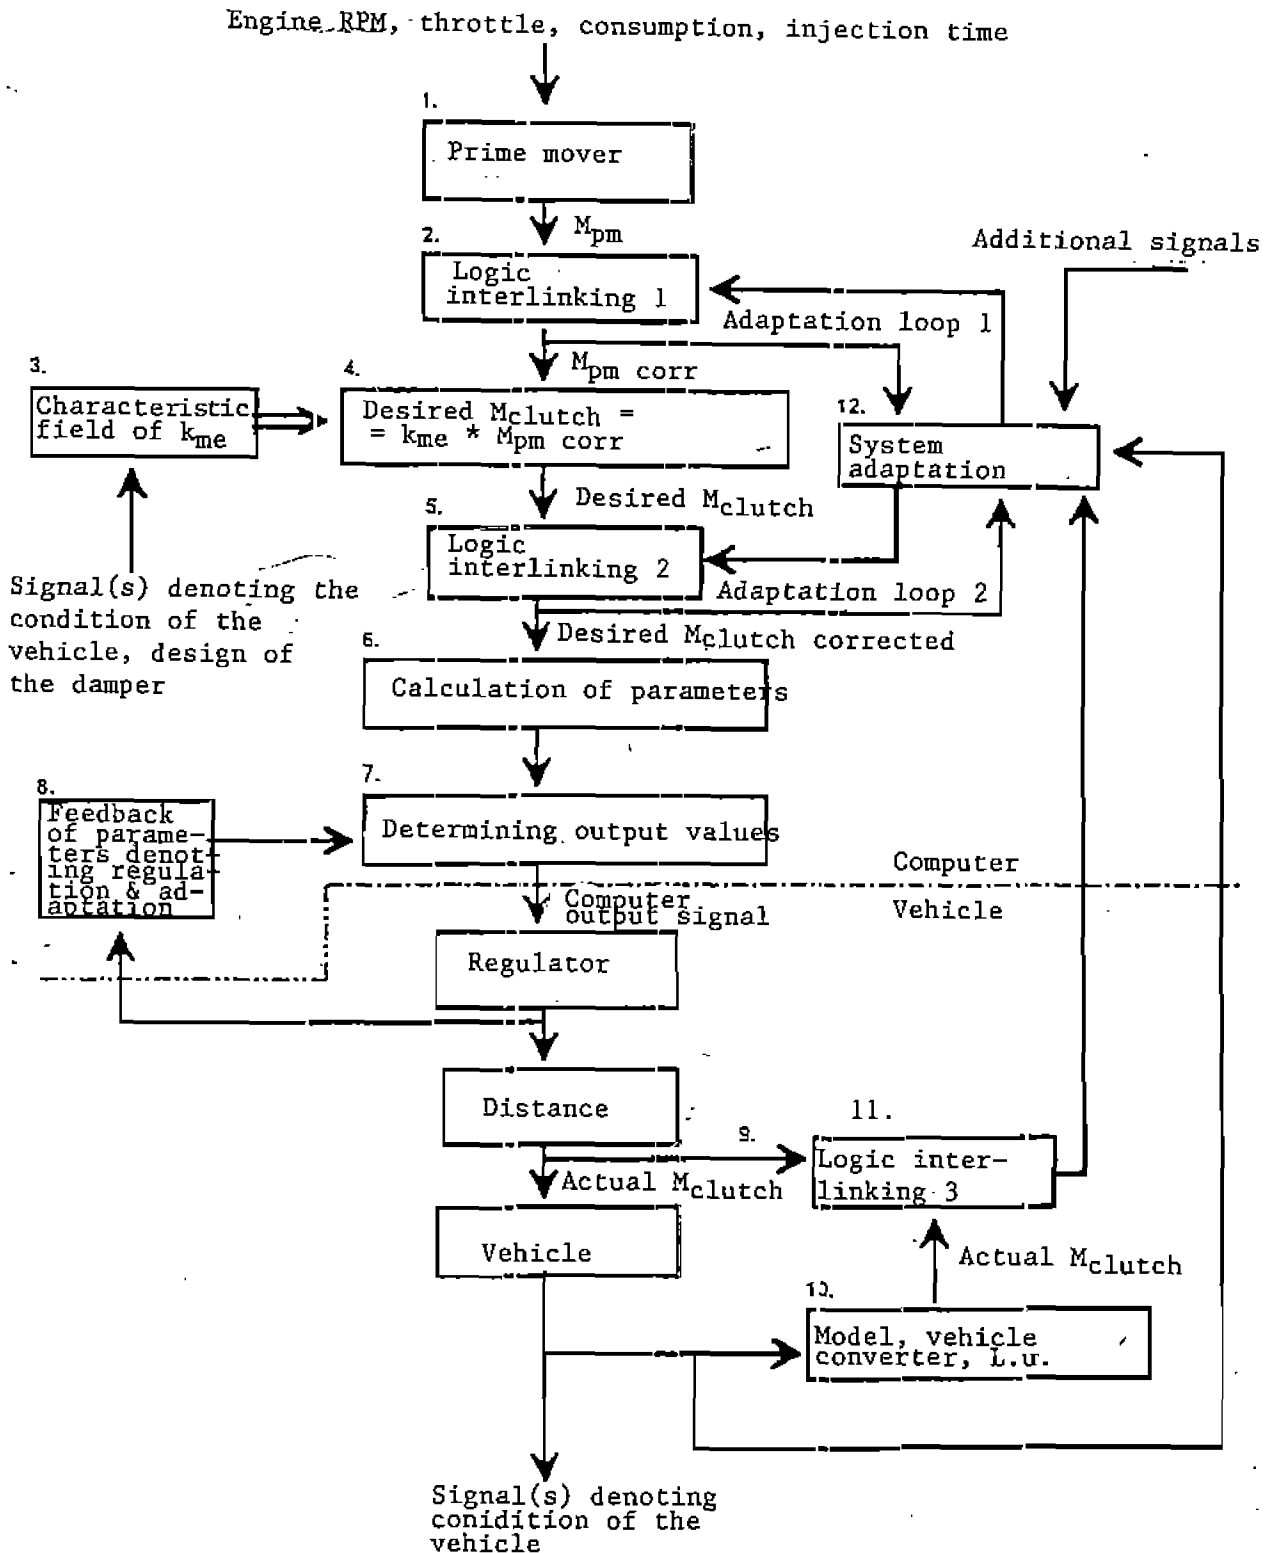 Engine RPM, throttle, consumption, injection time
1.
Prime mover
Mpm
2.
Logic
interlinking 1
Additional signals
Adaptation loop 1
Mpm corr
3.
Characteristic
field of kme
4.
Desired Mclutch =
= kme * Mpm corr
12.
System
adaptation
Desired Mclutch
5.
Logic
interlinking 2
Adaptation loop 2
Signal(s) denoting the
condition of the
vehicle, design of
the damper
Desired Mclutch corrected
6.
Calculation of parameters
7.
Determining output values
8.
Feedback
of parame-
ters denot-
ing regula-
tion & ad-
aptation
Computer
Vehicle
Computer
output signal
Regulator
Distance
9.
11.
Logic inter-
linking 3
Actual Mclutch
Vehicle
Actual Mclutch
10.
Model, vehicle
converter, L.u.
Signal(s) denoting
conidition of the
vehicle